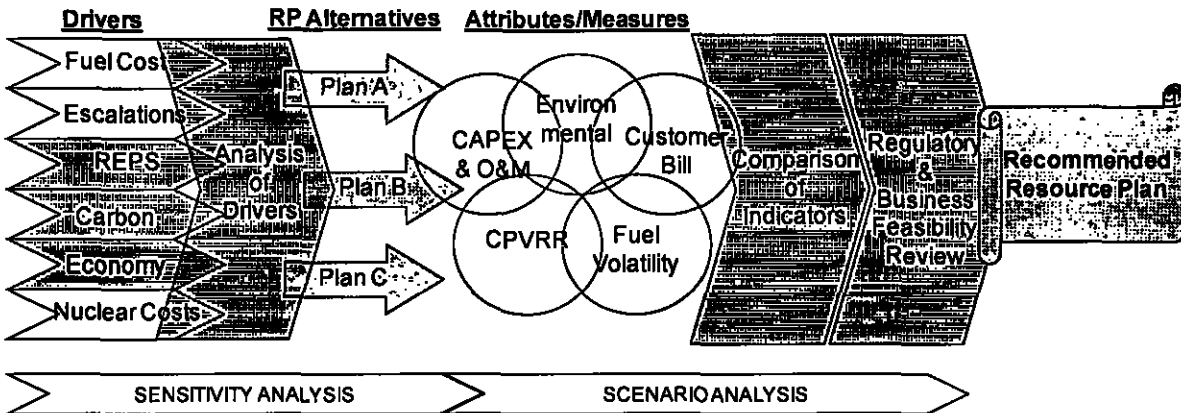 Drivers
RP Alternatives
Attributes/Measures
Fuel Cost
Escalations
REPS
Carbon
Economy
Nuclear Costs
Analysis
of
Drivers
Plan A
Plan B
Plan C
CAPEX
& O&M
Environ
mental
Customer
Bill
CPVRR
Fuel
Volatility
Comparison
of
Indicators
Regulatory
&
Business
Feasibility
Review
Recommended
Resource Plan
SENSITIVITY ANALYSIS
SCENARIO ANALYSIS